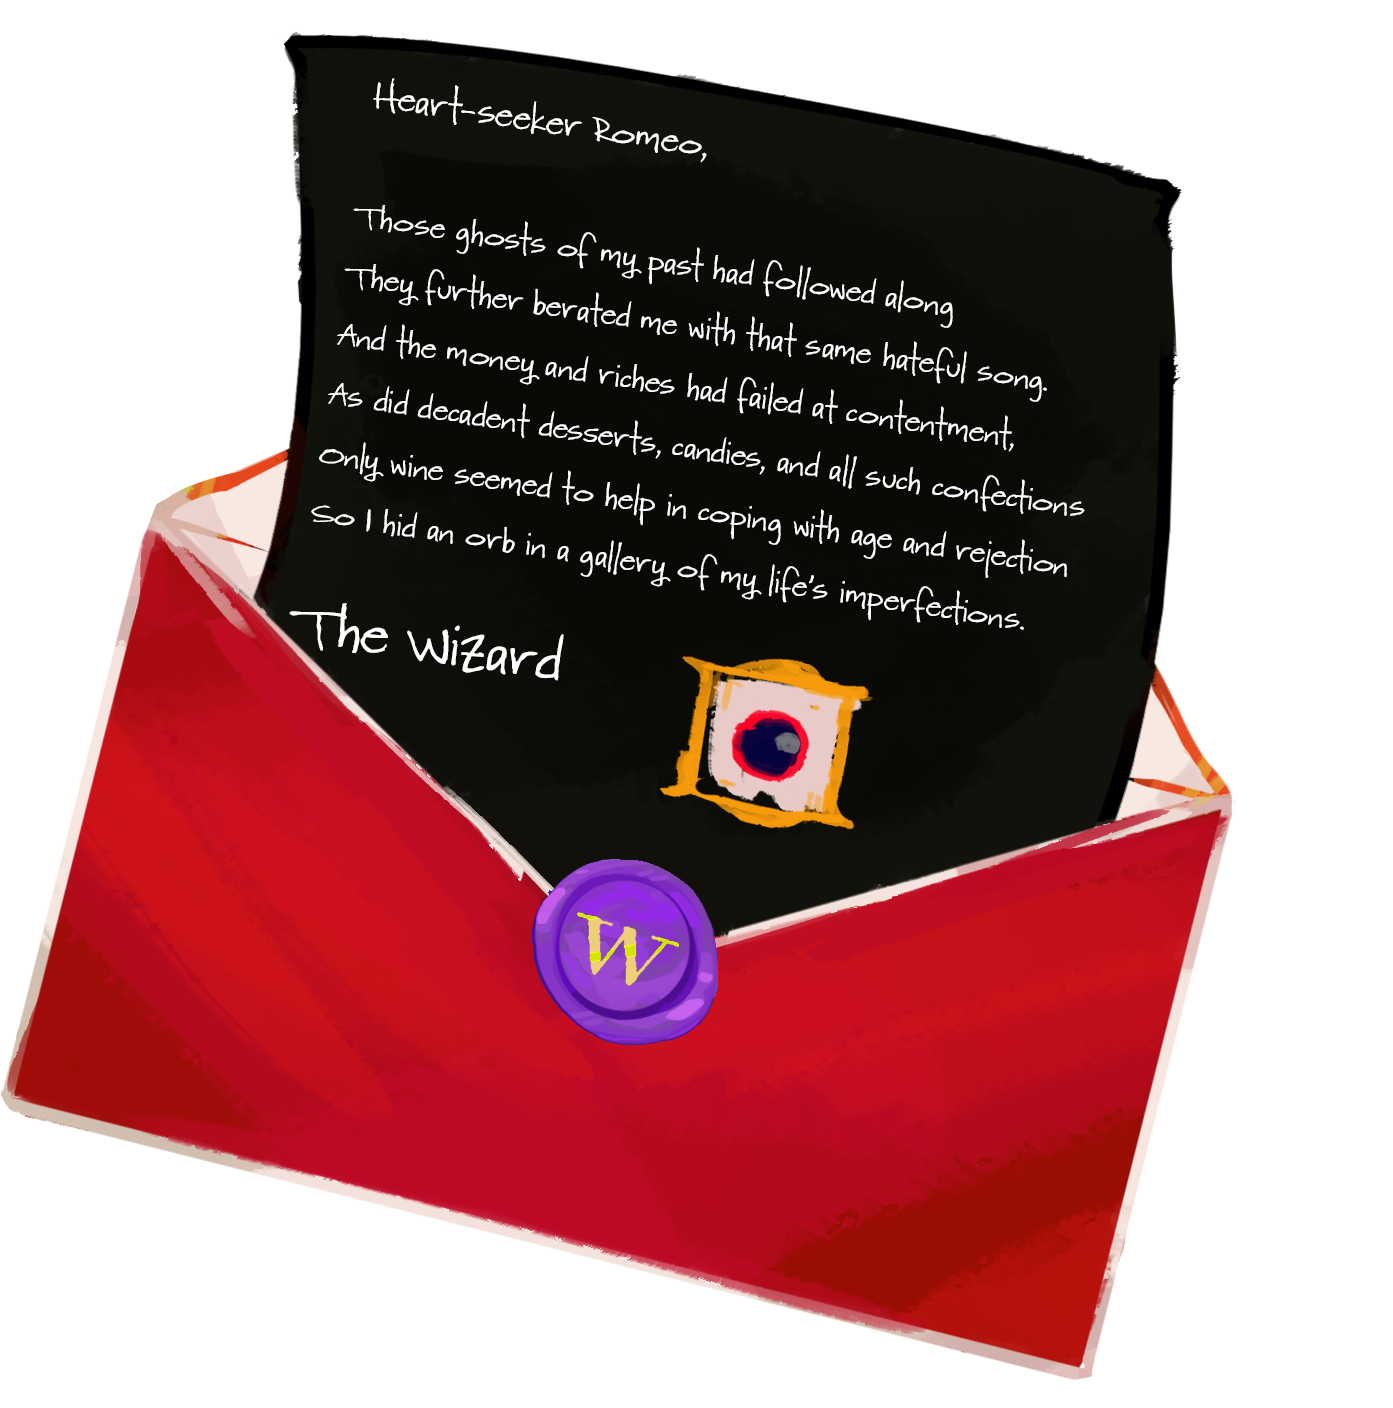 Heart-seeker Romeo,
Those ghosts of my past had followed along
They further berated me with that same hateful song.
And the money and riches had failed at contentment,
As did decadent desserts, candies, and all such confections
Only wine seemed to help in coping with age and rejection
So I hid an orb in a gallery of my life's imperfections.
The Wizard
W